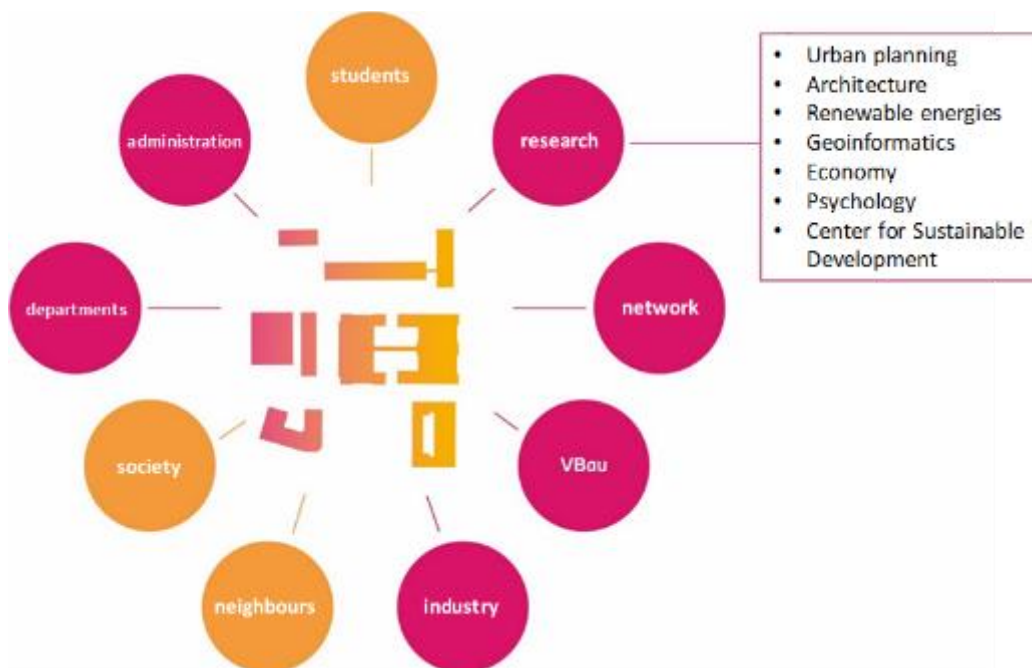 students
administration
research
departments
network
society
VBau
neighbours
industry
• Urban planning
• Architecture
• Renewable energies
• Geoinformatics
• Economy
• Psychology
• Center for Sustainable
Development